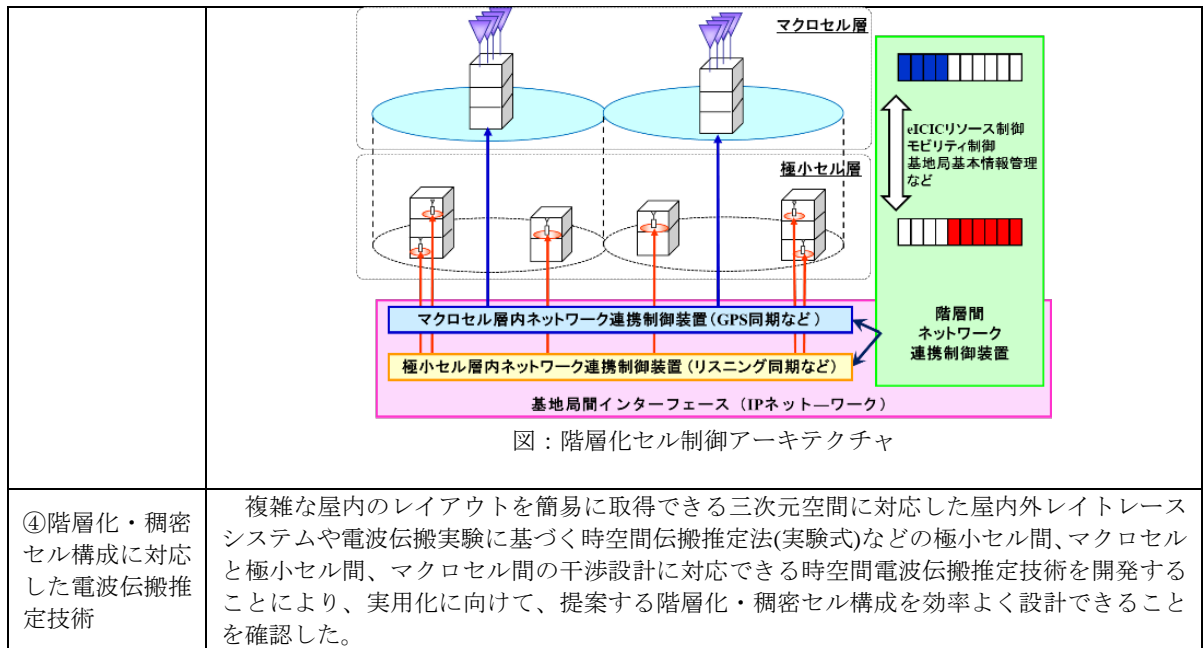 マクロセル層
極小セル層
eICICリソース制御
モビリティ制御
基地局基本情報管理
など
マクロセル層内ネットワーク連携制御装置(GPS同期など)
極小セル層内ネットワーク連携制御装置(リスニング同期など)
階層間
ネットワーク
連携制御装置
基地局間インターフェース(IPネット―ワーク)
図：階層化セル制御アーキテクチャ
④階層化・稠密
セル構成に対応
した電波伝搬推
定技術
複雑な屋内のレイアウトを簡易に取得できる三次元空間に対応した屋内外レイトレース
システムや電波伝搬実験に基づく時空間伝搬推定法(実験式)などの極小セル間、マクロセル
と極小セル間、マクロセル間の干渉設計に対応できる時空間電波伝搬推定技術を開発する
ことにより、実用化に向けて、提案する階層化・稠密セル構成を効率よく設計できること
を確認した。